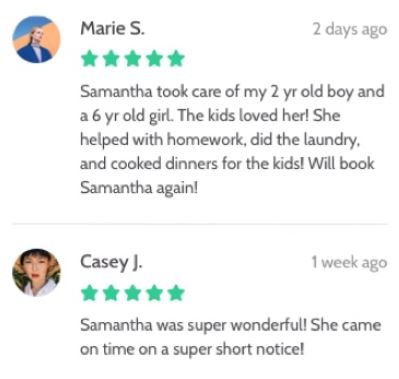 Marie S. 2 days ago
Samantha took care of my 2 yr old boy and
a 6 yr old girl. The kids loved her! She
helped with homework, did the laundry,
and cooked dinners for the kids! Will book
Samantha again!
Casey J. 1 week ago
Samantha was super wonderful! She came
on time on a super short notice!